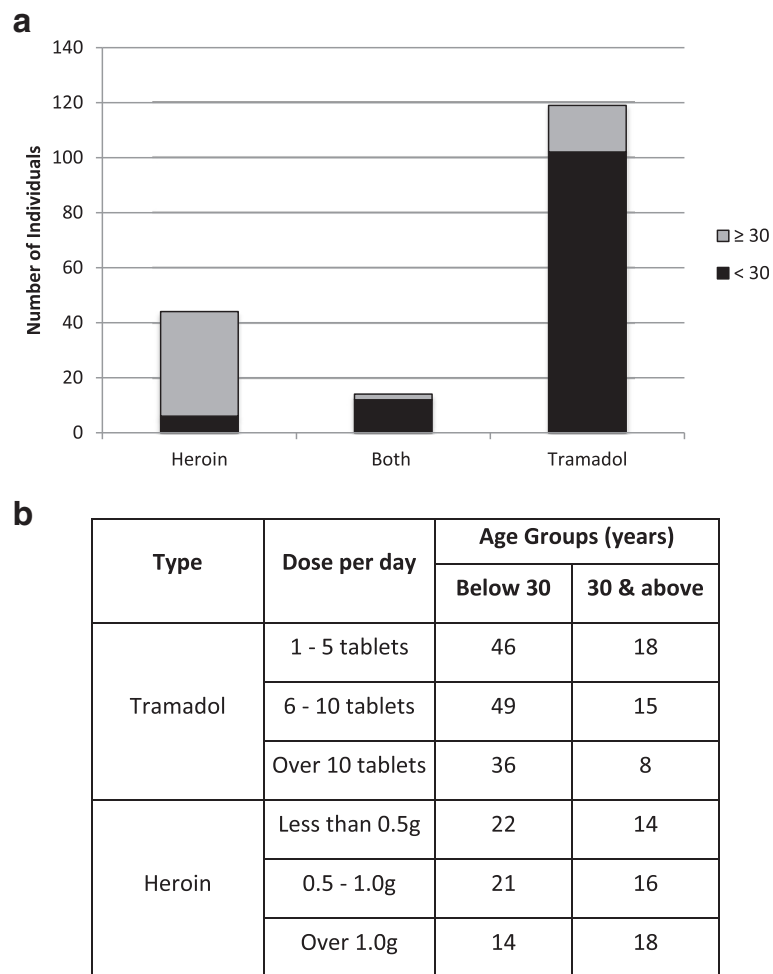 a
140
120
100
80
60
40
20
0
Number of Individuals
Heroin Both Tramadol
≥ 30
< 30
b
Type Dose per day Age Groups (years)
Below 30 30 & above
Tramadol
1 - 5 tablets 46 18
6 - 10 tablets 49 15
Over 10 tablets 36 8
Heroin
Less than 0.5g 22 14
0.5 - 1.0g 21 16
Over 1.0g 14 18